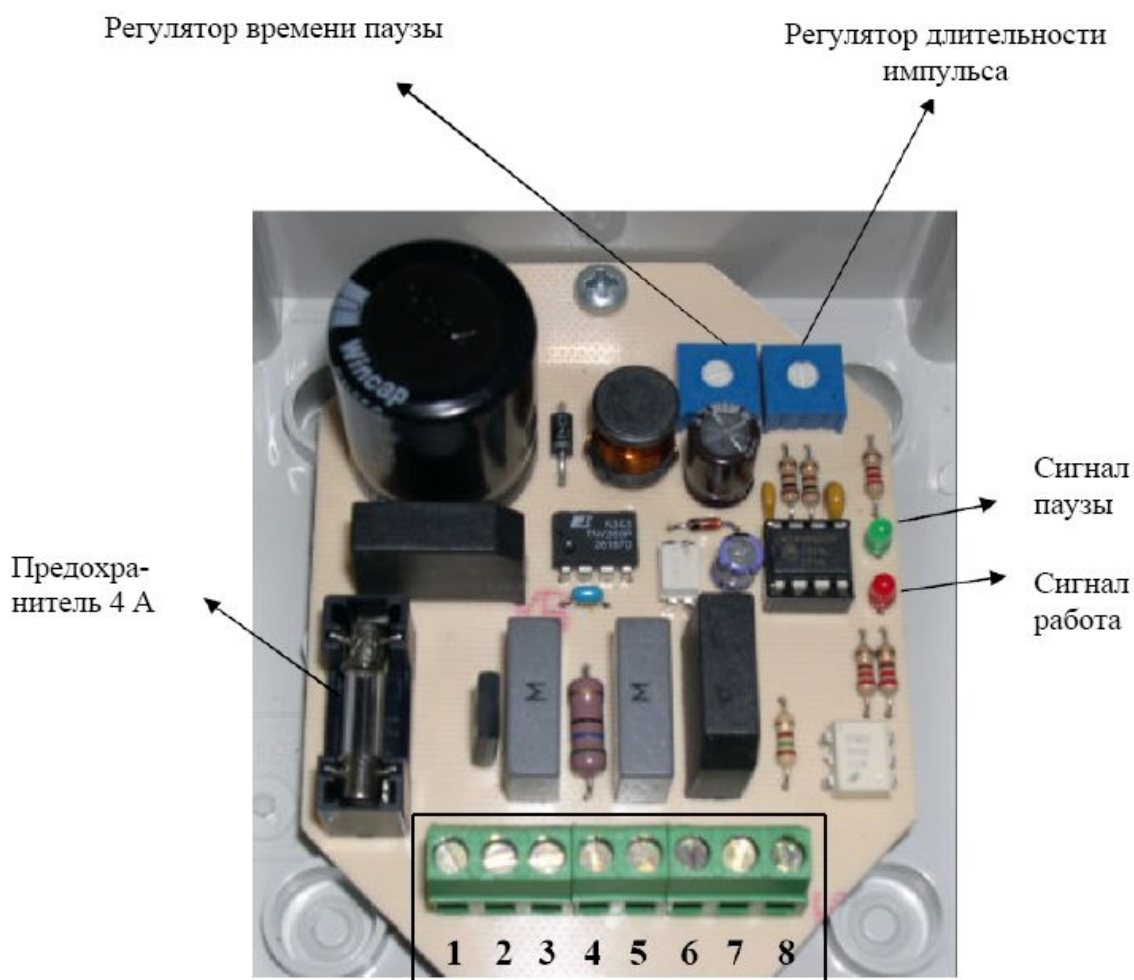 Регулятор времени паузы
Регулятор длительности
импульса
Wincap
Сигнал
паузы
Предохра-
нитель 4 А
Сигнал
работа
M
M
1 2 3 4 5 6 7 8